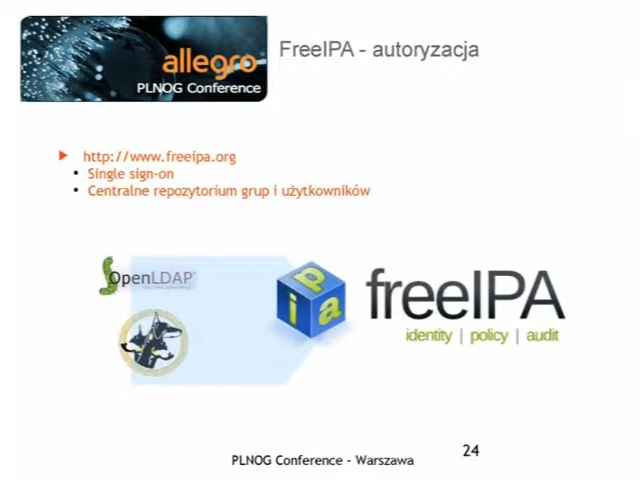 allegro
PLNOG Conference
FreeIPA - autoryzacja
http://www.freeipa.org
Single sign-on
Centralne repozytorium grup i użytkowników
OpenLDAP
i p a
freeIPA
identity | policy | audit
24
PLNOG Conference - Warszawa